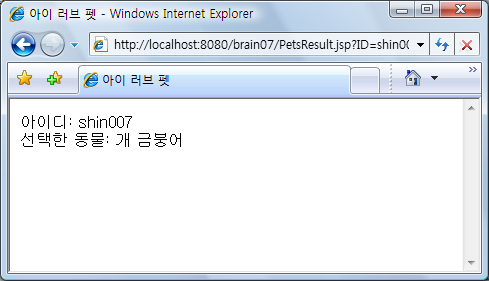 아이 러브 펫 - Windows Internet Explorer
http://localhost:8080/brain07/PetsResult.jsp?ID=shin00
아이 러브 펫
아이디: shin007
선택한 동물: 개 금붕어